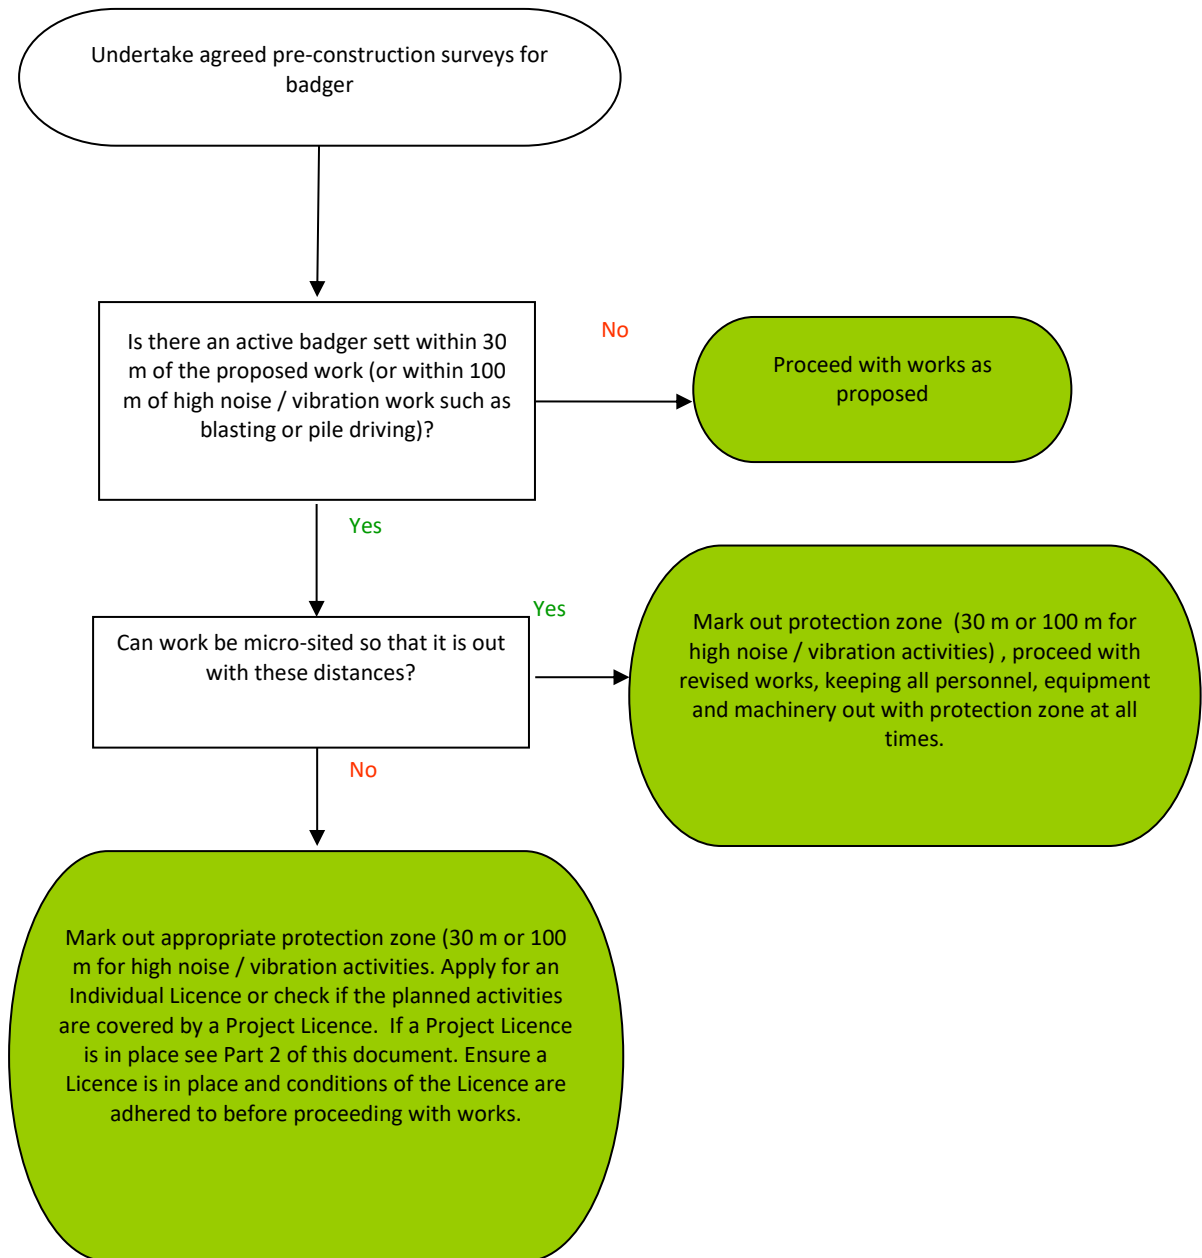 Undertake agreed pre-construction surveys for
badger
Is there an active badger sett within 30
m of the proposed work (or within 100
m of high noise / vibration work such as
blasting or pile driving)?
No
Proceed with works as
proposed
Yes
Can work be micro-sited so that it is out
with these distances?
Yes
Mark out protection zone  (30 m or 100 m for
high noise / vibration activities) , proceed with
revised works, keeping all personnel, equipment
and machinery out with protection zone at all
times.
No
Mark out appropriate protection zone (30 m or 100
m for high noise / vibration activities. Apply for an
Individual Licence or check if the planned activities
are covered by a Project Licence.  If a Project Licence
is in place see Part 2 of this document. Ensure a
Licence is in place and conditions of the Licence are
adhered to before proceeding with works.